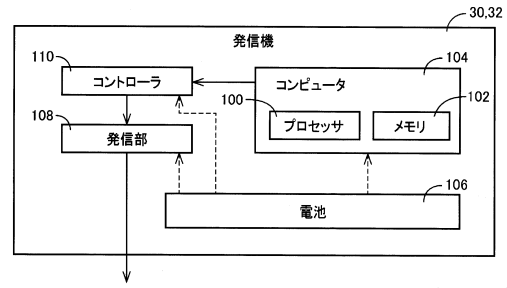 30,32
発信機
110
コントローラ
104
コンピュータ
100
プロセッサ
102
メモリ
108
発信部
106
電池